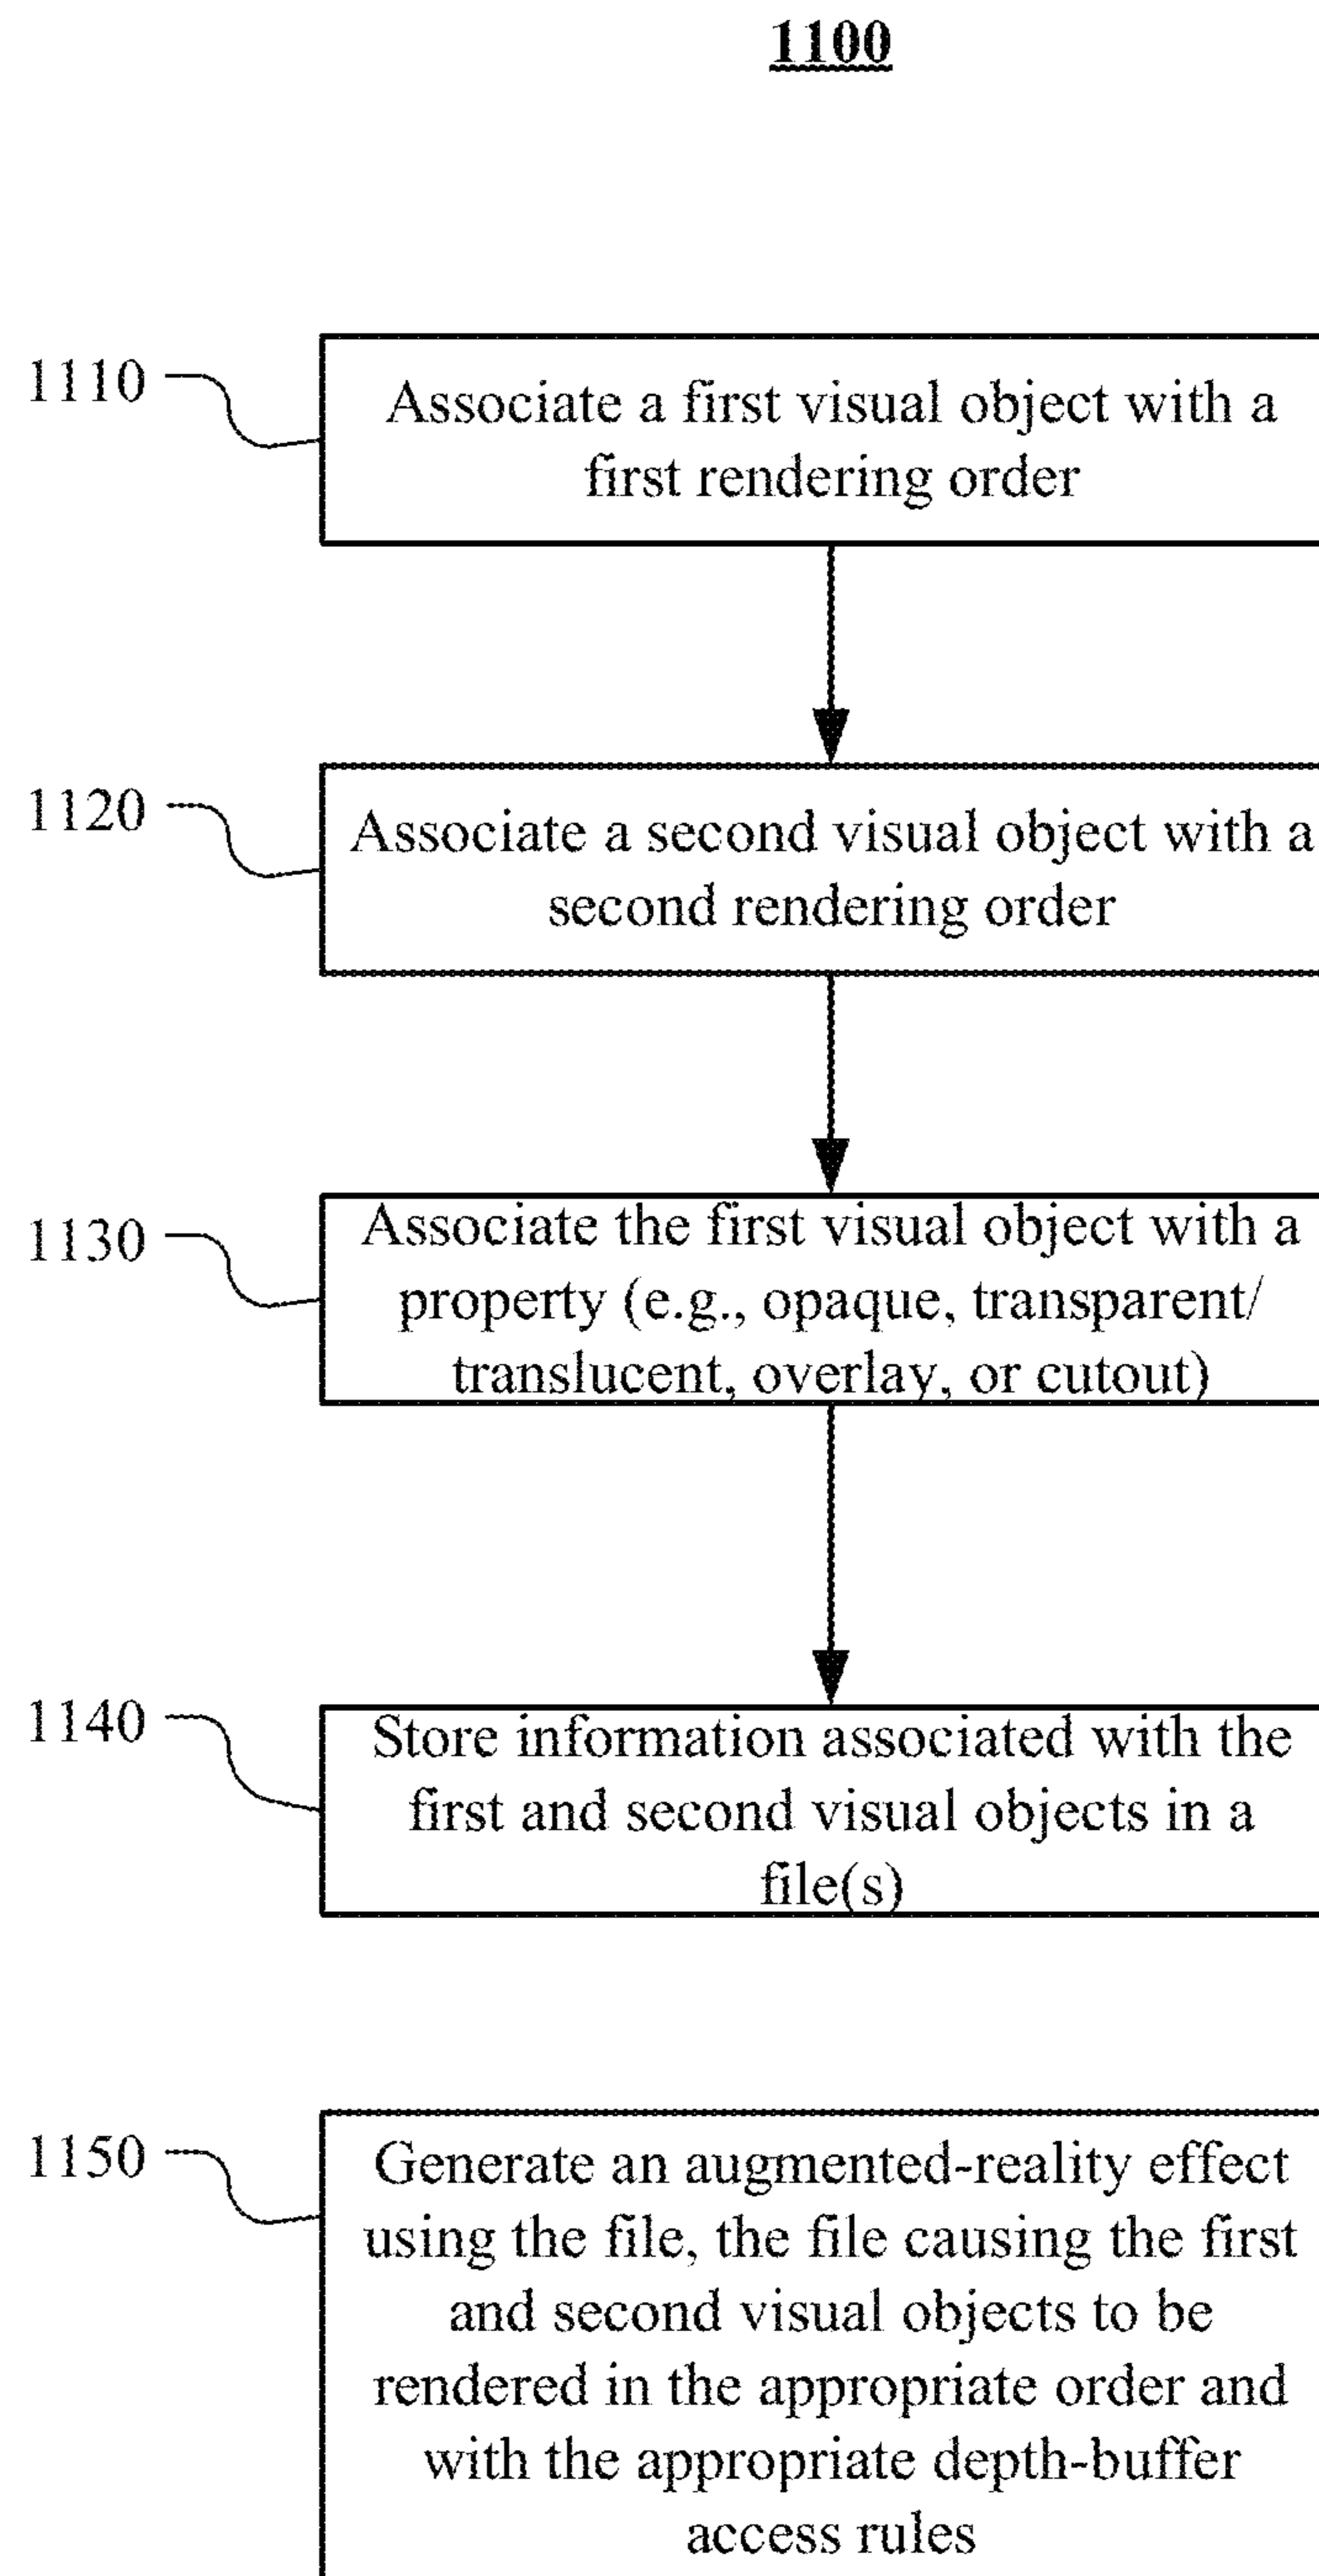 1100
1110
Associate a first visual object with a
first rendering order
1120
Associate a second visual object with a
second rendering order
1130
Associate the first visual object with a
property (e.g., opaque, transparent/
translucent, overlay, or cutout)
1140
Store information associated with the
first and second visual objects in a
file(s)
1150
Generate an augmented-reality effect
using the file, the file causing the first
and second visual objects to be
rendered in the appropriate order and
with the appropriate depth-buffer
access rules